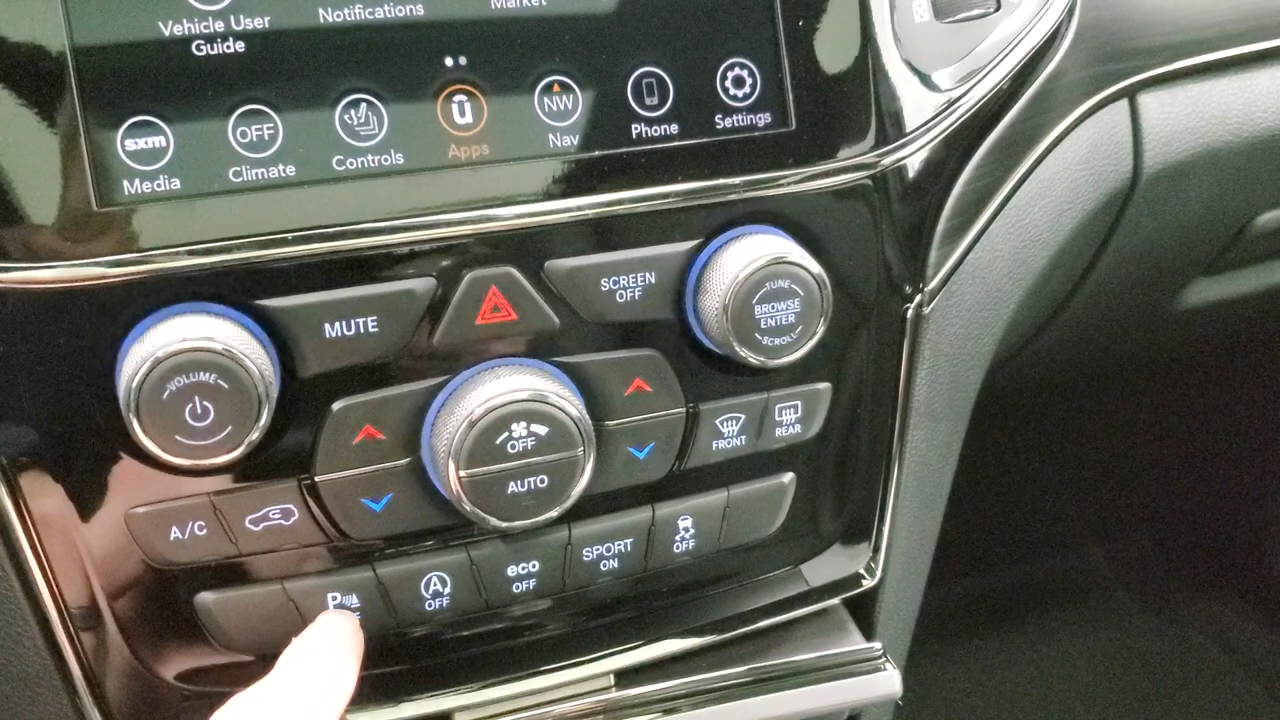 Vehicle User
Guide
Notifications
Market
sxm
Media
OFF
Climate
Controls
ū
Apps
NW
Nav
Phone
Settings
MUTE
SCREEN
OFF
VOLUME
TUNE
BROWSE
ENTER
SCROLL
OFF
AUTO
FRONT
REAR
A/C
P
A
OFF
eco
OFF
SPORT
ON
OFF